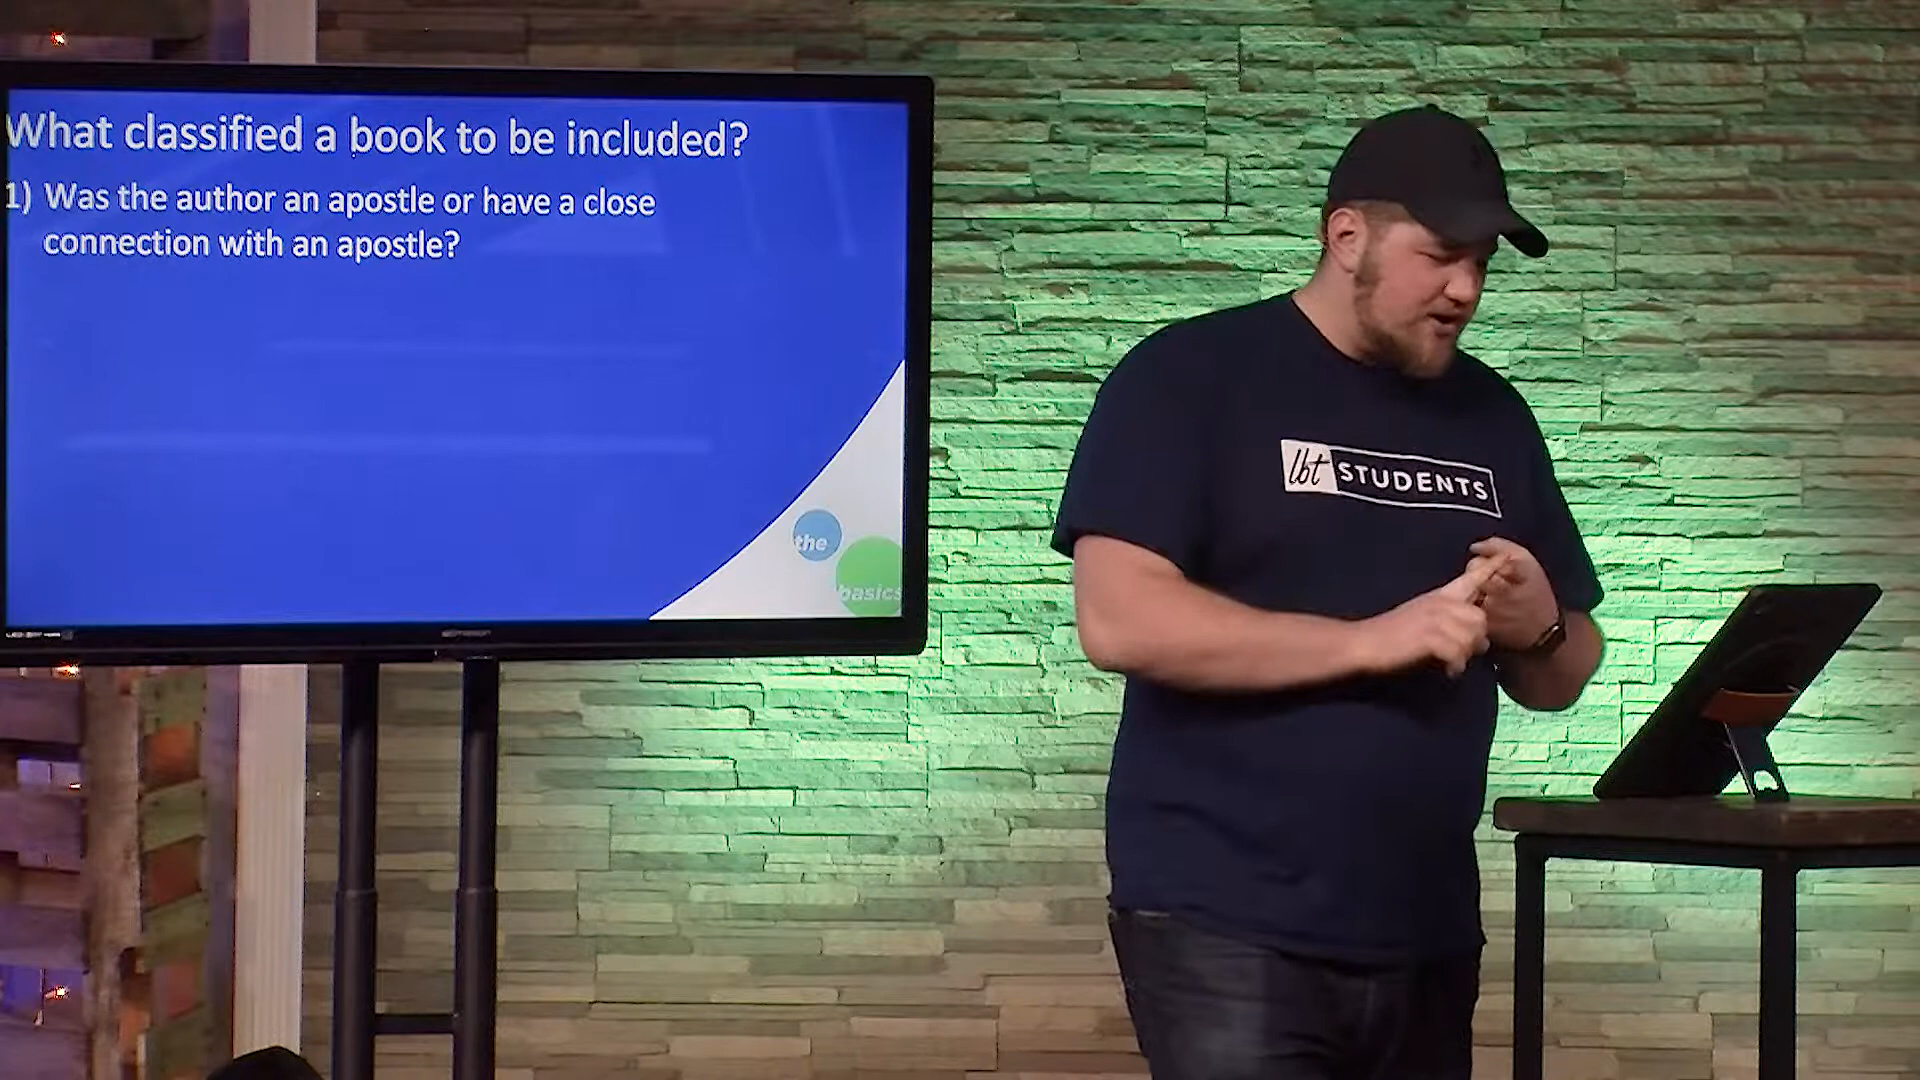 What classified a book to be included?
1) Was the author an apostle or have a close
connection with an apostle?
the
basics
lbt STUDENTS